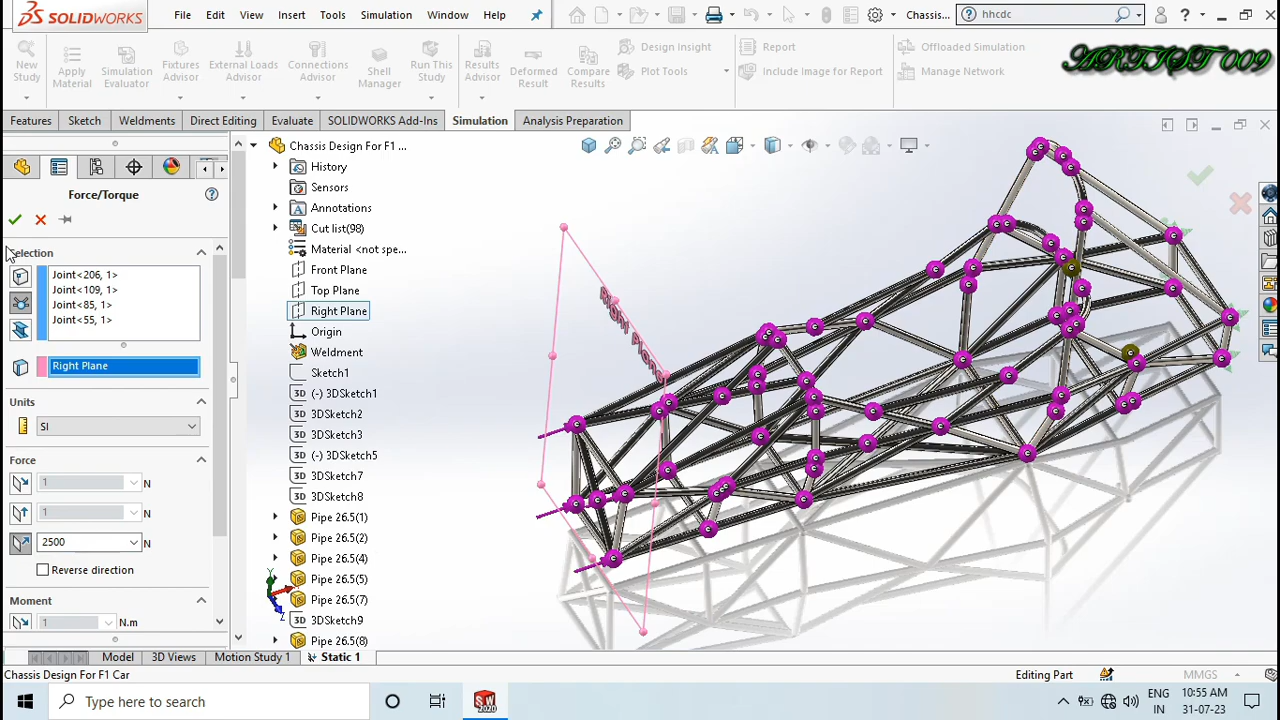 SOLIDWORKS
File Edit View Insert Tools Simulation Window Help
Chassis...
hhcdc
?
ARTIST 009
New Study
Apply Material
Simulation Evaluator
Fixtures Advisor
External Loads Advisor
Connections Advisor
Shell Manager
Run This Study
Results Advisor
Deformed Result
Compare Results
Design Insight
Plot Tools
Report
Include Image for Report
Offloaded Simulation
Manage Network
Features Sketch Weldments Direct Editing Evaluate SOLIDWORKS Add-Ins Simulation Analysis Preparation
Force/Torque
Selection
Joint<206, 1>
Joint<109, 1>
Joint<85, 1>
Joint<55, 1>
Right Plane
Units
SI
Force
1 N
1 N
2500 N
Reverse direction
Moment
1 N.m
Chassis Design For F1 ...
History
Sensors
Annotations
Cut list(98)
Material <not spe...
Front Plane
Top Plane
Right Plane
Origin
Weldment
Sketch1
(-) 3DSketch1
3DSketch2
3DSketch3
(-) 3DSketch5
3DSketch7
3DSketch8
Pipe 26.5(1)
Pipe 26.5(2)
Pipe 26.5(4)
Pipe 26.5(5)
Pipe 26.5(7)
3DSketch9
Pipe 26.5(8)
Right Plane
Y
X
Z
Model 3D Views Motion Study 1 Static 1
Chassis Design For F1 Car
Editing Part
MMGS
Type here to search
SW
2020
ENG
IN
10:55 AM
31-07-23